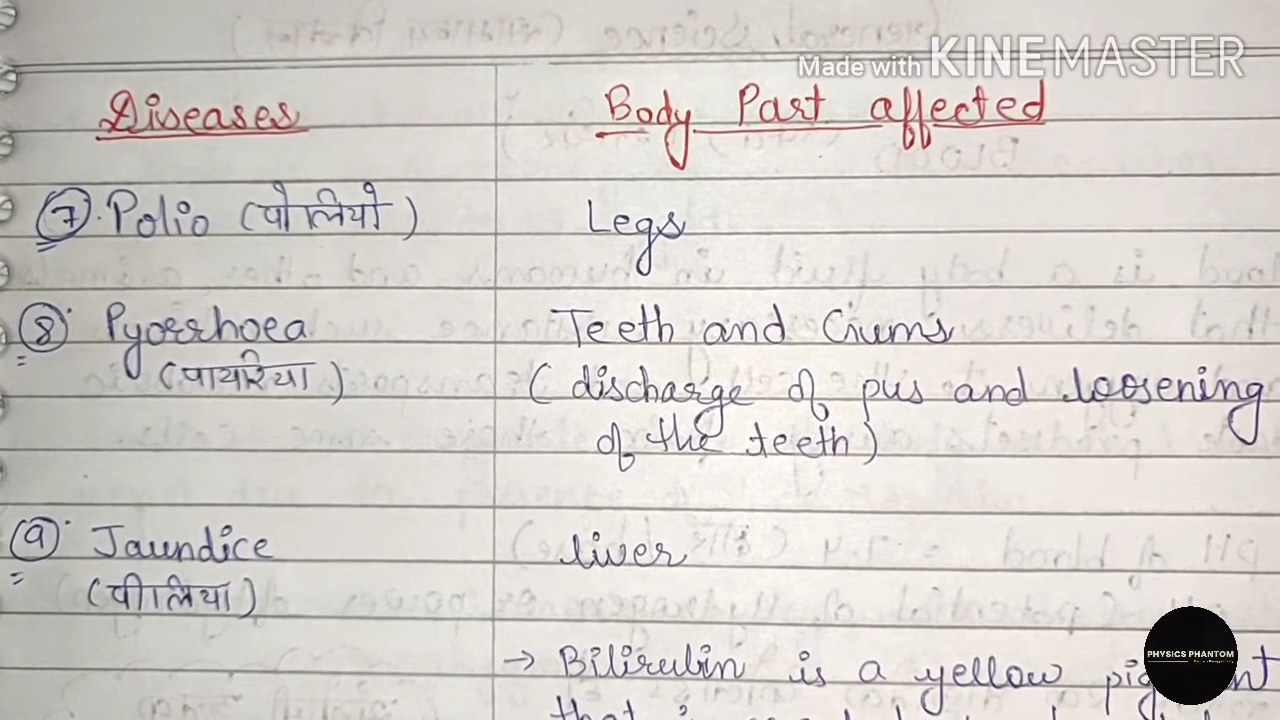 Made with KINEMASTER
Diseases
Body Part affected
7. Polio (पोलियो)
Legs
8. Pyorrhoea
(पायरिया)
Teeth and Gums
(discharge of pus and loosening
of the teeth)
9. Jaundice
(पीलिया)
liver
→ Bilirubin is a yellow
PHYSICS PHANTOM